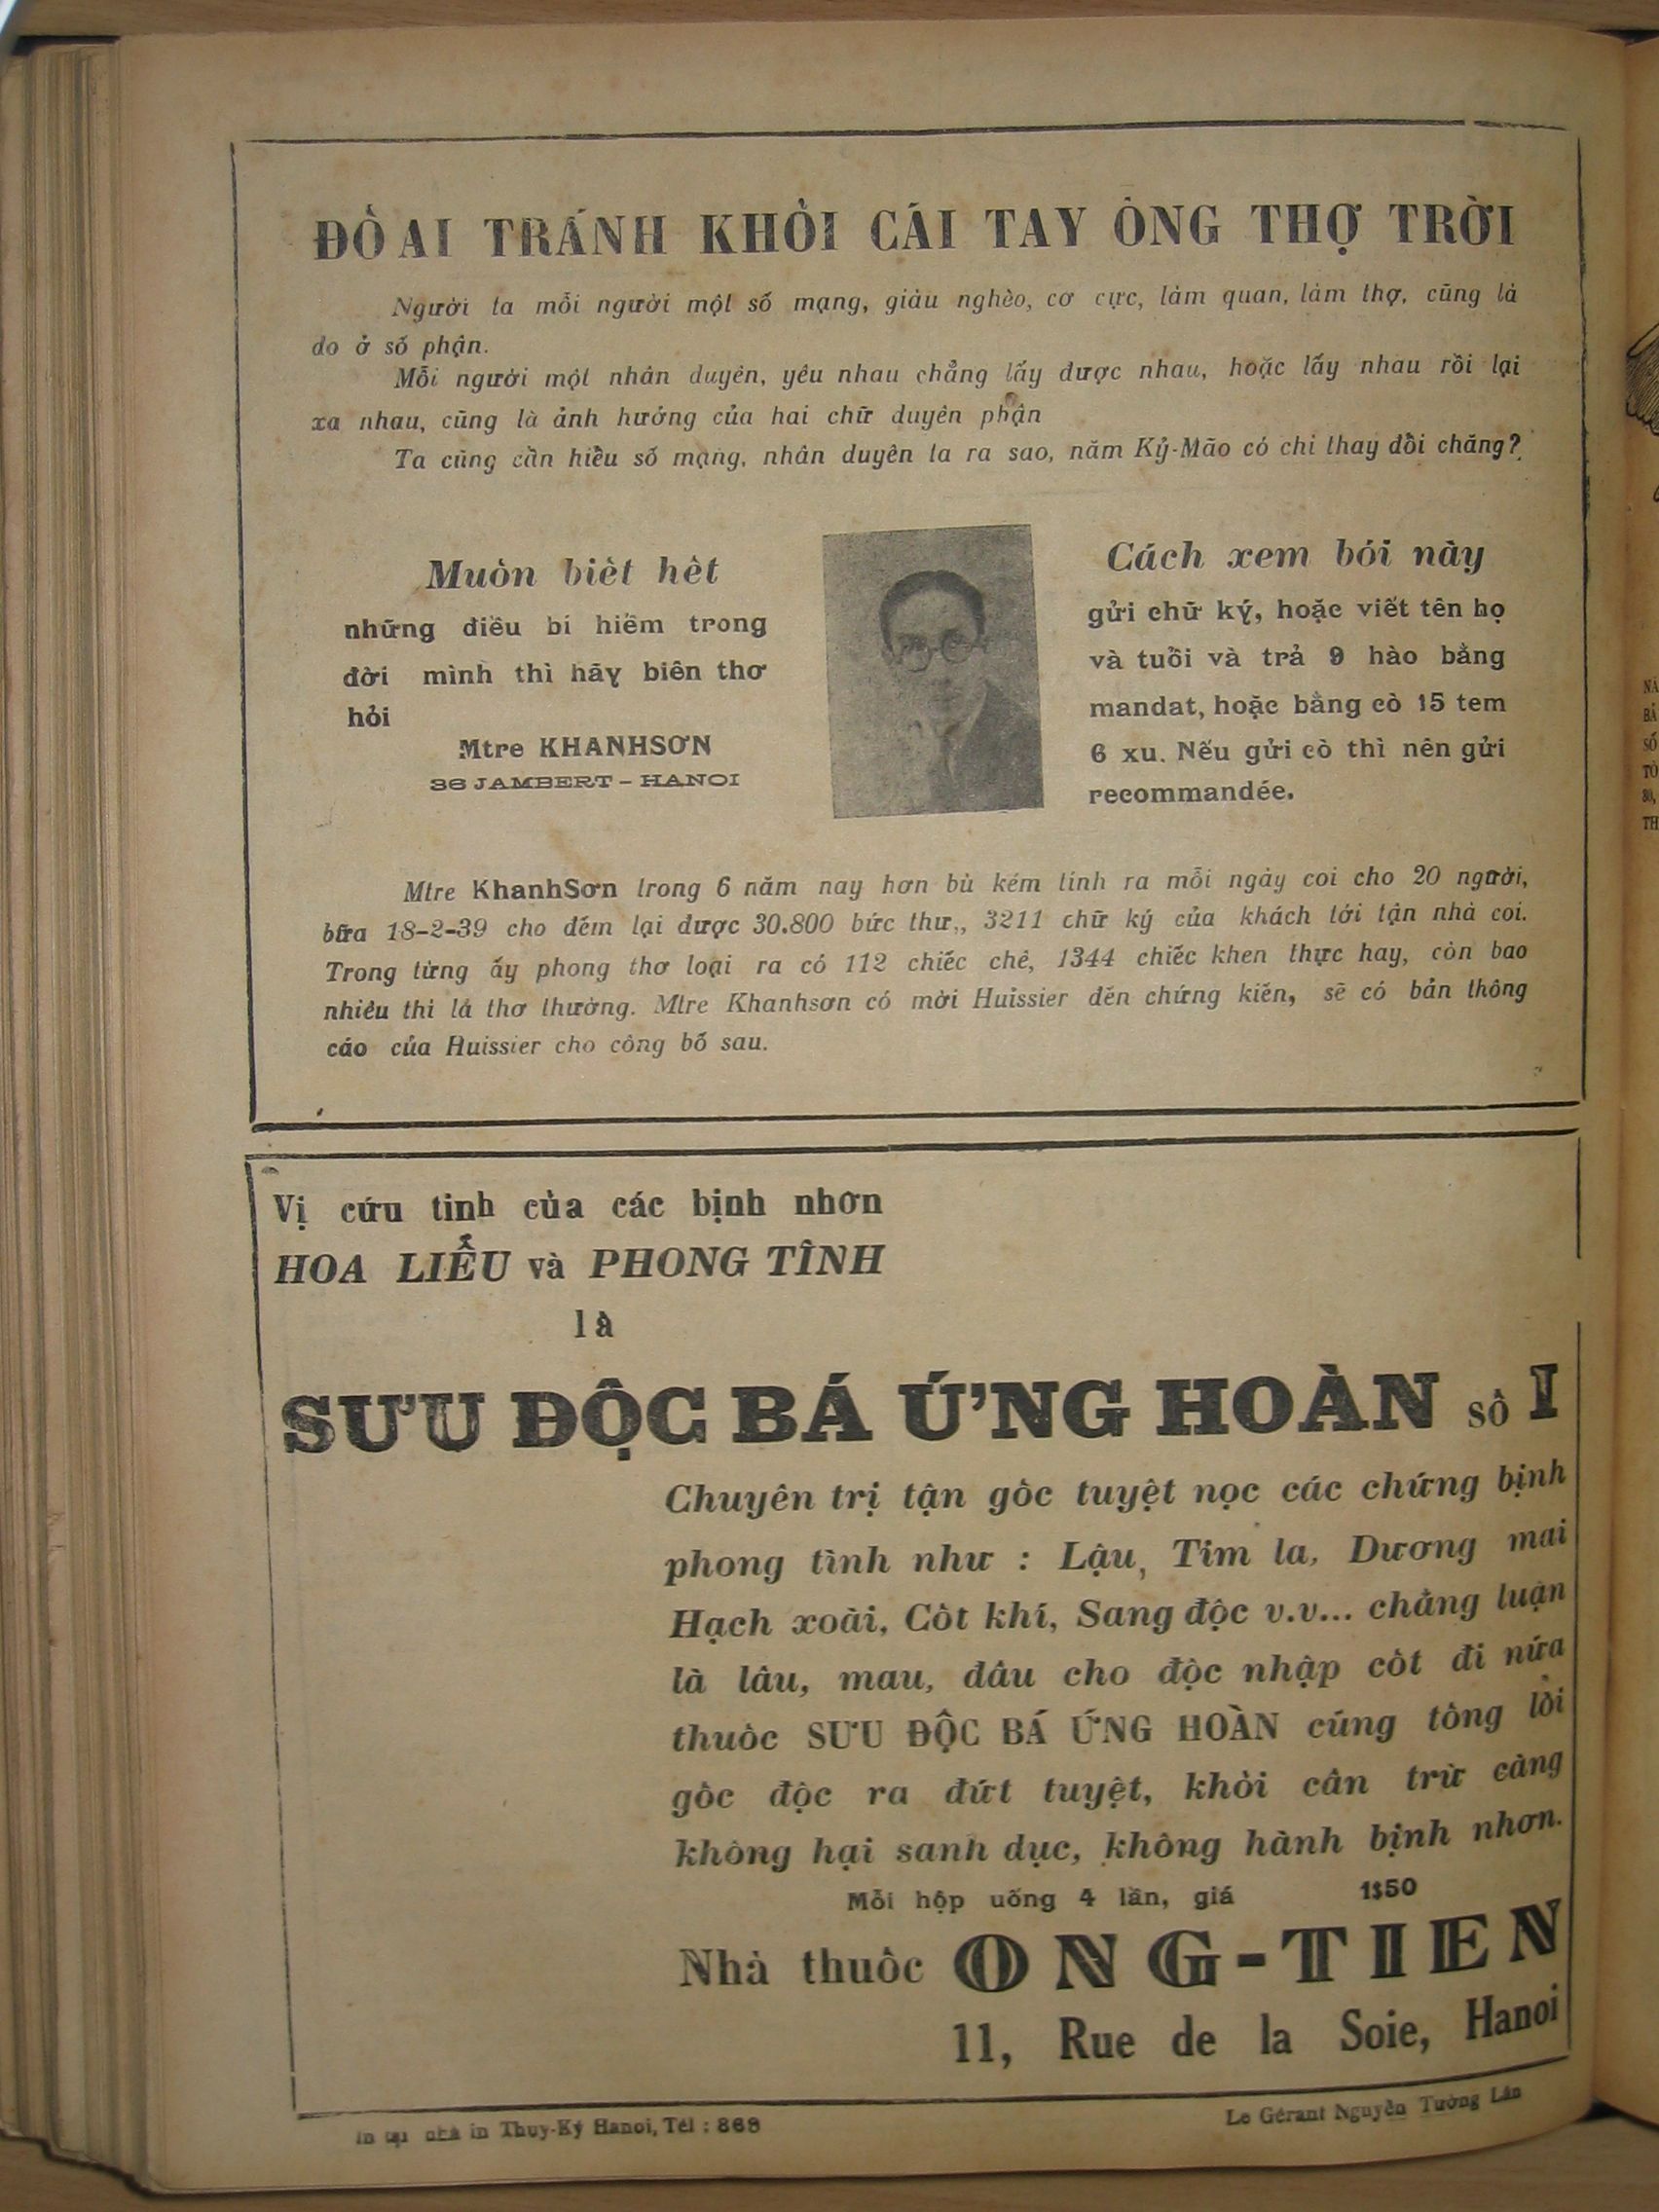 ĐỐ AI TRÁNH KHỎI CÁI TAY ÔNG THỢ TRỜI
Người ta mỗi người một số mạng, giàu nghèo, cơ cực, làm quan, làm thợ, cũng là
do ở số phận.
Mỗi người một nhân duyên, yêu nhau chẳng lấy được nhau, hoặc lấy nhau rồi lại
xa nhau, cũng là ảnh hưởng của hai chữ duyên phận
Ta cũng cần hiểu số mạng, nhân duyên ta ra sao, năm Kỷ-Mão có chi thay đổi chăng?
Muốn biết hết
những điều bí hiểm trong
đời mình thì hãy biên thơ
hỏi
Mtre KHANHSƠN
36 JAMBERT – HANOI
Cách xem bói này
gửi chữ ký, hoặc viết tên họ
và tuổi và trả 9 hào bằng
mandat, hoặc bằng cò 15 tem
6 xu. Nếu gửi cò thì nên gửi
recommandée.
Mtre KhanhSơn trong 6 năm nay hơn bù kém tính ra mỗi ngày coi cho 20 người,
bữa 18-2-39 cho đếm lại được 30.800 bức thư,, 3211 chữ ký của khách tới tận nhà coi.
Trong từng ấy phong thơ loại ra có 112 chiếc chê, 1344 chiếc khen thực hay, còn bao
nhiêu thì là thơ thường. Mtre Khanhsơn có mời Huissier đến chứng kiến, sẽ có bản thông
cáo của Huissier cho công bố sau.
Vị cứu tinh của các bịnh nhơn
HOA LIỄU và PHONG TÌNH
là
SƯU ĐỘC BÁ ỨNG HOÀN số I
Chuyên trị tận gốc tuyệt nọc các chứng bịnh
phong tình như : Lậu, Tim la, Dương mai
Hạch xoài, Cốt khí, Sang độc v.v... chẳng luận
là lâu, mau, đâu cho độc nhập cốt đi nữa
thuốc SƯU ĐỘC BÁ ỨNG HOÀN cũng tống lòi
gốc độc ra đứt tuyệt, khỏi cần trừ căng
không hại sanh dục, không hành bịnh nhơn.
Mỗi hộp uống 4 lần, giá 1$50
Nhà thuốc ONG-TIEN
11, Rue de la Soie, Hanoi
In tại nhà in Thụy-Ký Hanoi, Tél : 868
Le Gérant Nguyễn Tường Lân